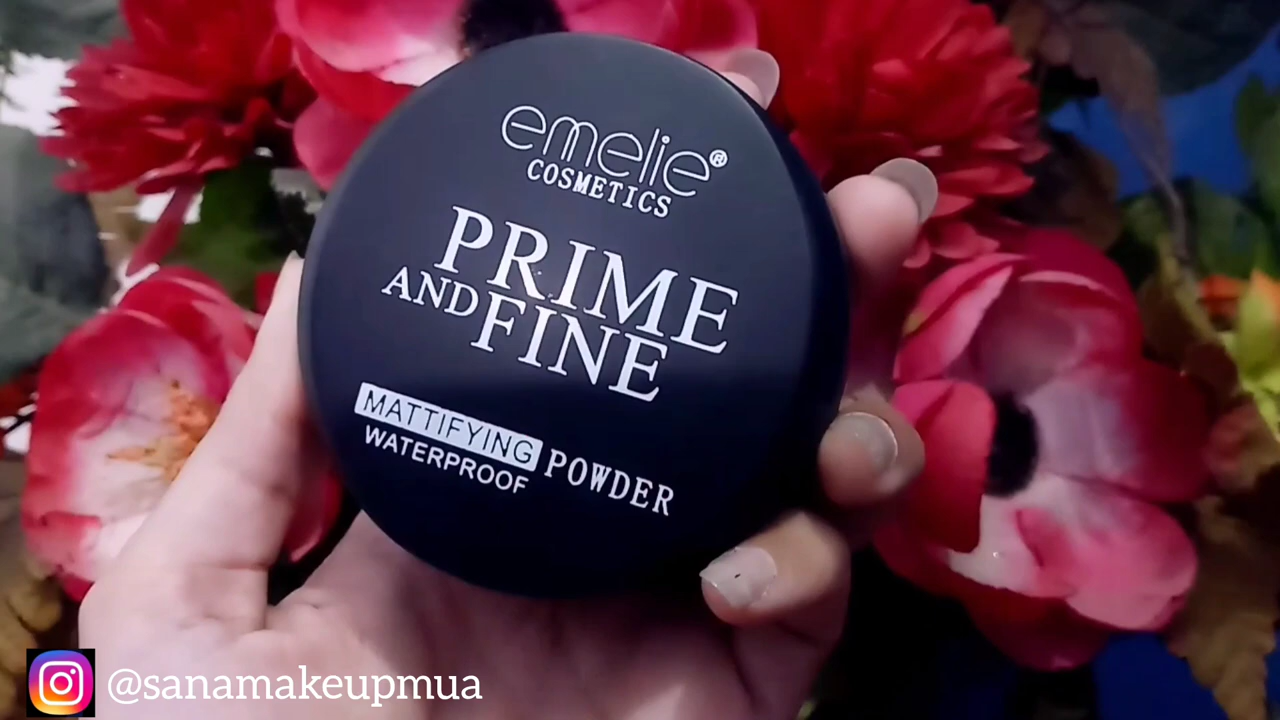 emelie®
COSMETICS
PRIME
AND FINE
MATTIFYING
WATERPROOF POWDER
@sanamakeupmua